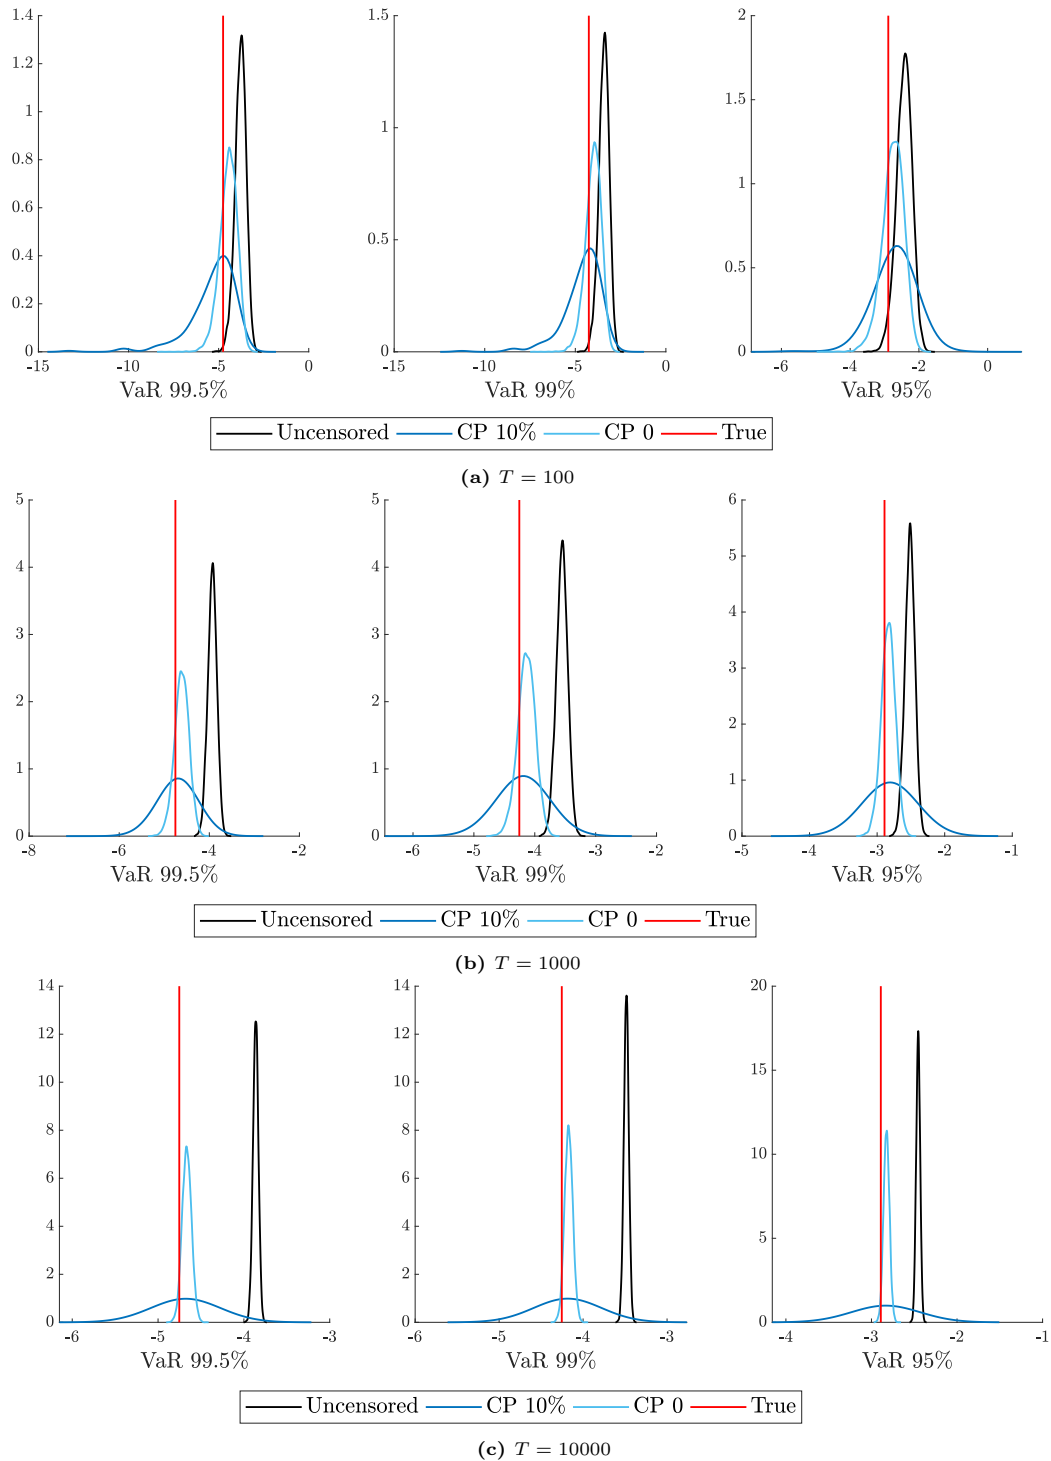 1.4
1.2
1
0.8
0.6
0.4
0.2
0
-15 -10 -5 0
VaR 99.5%
1.5
1
0.5
0
-15 -10 -5 0
VaR 99%
2
1.5
1
0.5
0
-6 -4 -2 0
VaR 95%
Uncensored CP 10% CP 0 True
(a) T = 100
5
4
3
2
1
0
-8 -6 -4 -2
VaR 99.5%
5
4
3
2
1
0
-6 -5 -4 -3 -2
VaR 99%
6
5
4
3
2
1
0
-5 -4 -3 -2 -1
VaR 95%
Uncensored CP 10% CP 0 True
(b) T = 1000
14
12
10
8
6
4
2
0
-6 -5 -4 -3
VaR 99.5%
14
12
10
8
6
4
2
0
-6 -5 -4 -3
VaR 99%
20
15
10
5
0
-4 -3 -2 -1
VaR 95%
Uncensored CP 10% CP 0 True
(c) T = 10000